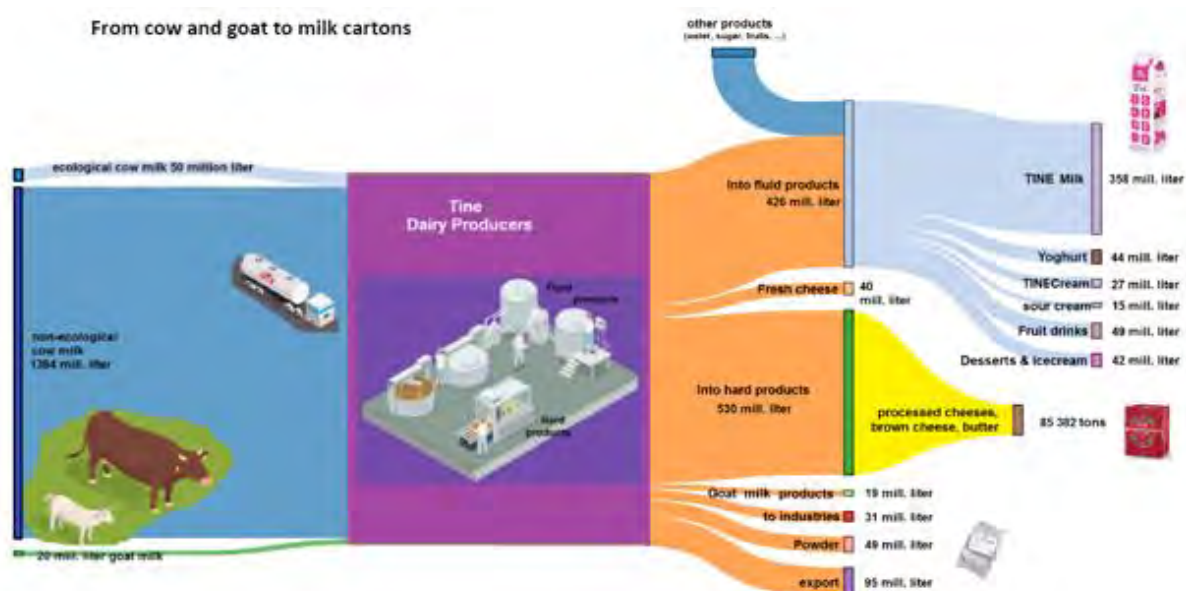 From cow and goat to milk cartons
other products
(water, sugar, fruits, ...)
ecological cow milk 50 million liter
Tine
Dairy Producers
Into fluid products
426 mill. liter
TINE Milk
358 mill. liter
Yoghurt
44 mill. liter
Fresh cheese
40
mill. liter
TINECream
27 mill. liter
sour cream
15 mill. liter
fluid
products
non-ecological
cow milk
1364 mill. liter
Fruit drinks
49 mill. liter
Desserts & icecream
42 mill. liter
Into hard products
530 mill. liter
processed cheeses,
brown cheese, butter
85 382 tons
hard
products
Goat milk products
19 mill. liter
to industries
31 mill. liter
Powder
49 mill. liter
20 mill. liter goat milk
export
95 mill. liter